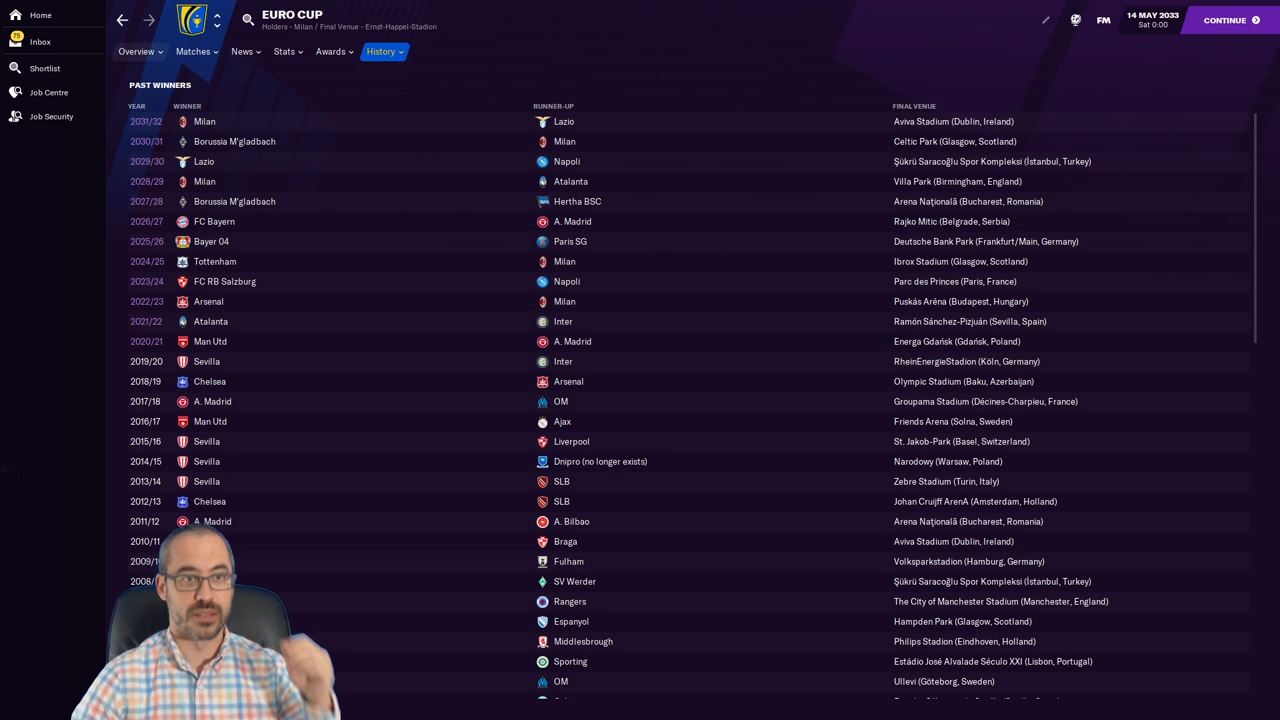 Home
75
Inbox
Shortlist
Job Centre
Job Security
EURO CUP
Holders - Milan / Final Venue - Ernst-Happel-Stadion
FM
14 MAY 2033
Sat 0:00
CONTINUE
Overview Matches News Stats Awards History
PAST WINNERS
YEAR WINNER RUNNER-UP FINAL VENUE
2031/32 Milan Lazio Aviva Stadium (Dublin, Ireland)
2030/31 Borussia M'gladbach Milan Celtic Park (Glasgow, Scotland)
2029/30 Lazio Napoli Şükrü Saracoğlu Spor Kompleksi (İstanbul, Turkey)
2028/29 Milan Atalanta Villa Park (Birmingham, England)
2027/28 Borussia M'gladbach Hertha BSC Arena Naţională (Bucharest, Romania)
2026/27 FC Bayern A. Madrid Rajko Mitic (Belgrade, Serbia)
2025/26 Bayer 04 Paris SG Deutsche Bank Park (Frankfurt/Main, Germany)
2024/25 Tottenham Milan Ibrox Stadium (Glasgow, Scotland)
2023/24 FC RB Salzburg Napoli Parc des Princes (Paris, France)
2022/23 Arsenal Milan Puskás Aréna (Budapest, Hungary)
2021/22 Atalanta Inter Ramón Sánchez-Pizjuán (Sevilla, Spain)
2020/21 Man Utd A. Madrid Energa Gdańsk (Gdańsk, Poland)
2019/20 Sevilla Inter RheinEnergieStadion (Köln, Germany)
2018/19 Chelsea Arsenal Olympic Stadium (Baku, Azerbaijan)
2017/18 A. Madrid OM Groupama Stadium (Décines-Charpieu, France)
2016/17 Man Utd Ajax Friends Arena (Solna, Sweden)
2015/16 Sevilla Liverpool St. Jakob-Park (Basel, Switzerland)
2014/15 Sevilla Dnipro (no longer exists) Narodowy (Warsaw, Poland)
2013/14 Sevilla SLB Zebre Stadium (Turin, Italy)
2012/13 Chelsea SLB Johan Cruijff ArenA (Amsterdam, Holland)
2011/12 A. Madrid A. Bilbao Arena Naţională (Bucharest, Romania)
2010/11 Braga Aviva Stadium (Dublin, Ireland)
2009/1 Fulham Volksparkstadion (Hamburg, Germany)
2008/ SV Werder Şükrü Saracoğlu Spor Kompleksi (İstanbul, Turkey)
Rangers The City of Manchester Stadium (Manchester, England)
Espanyol Hampden Park (Glasgow, Scotland)
Middlesbrough Philips Stadion (Eindhoven, Holland)
Sporting Estádio José Alvalade Século XXI (Lisbon, Portugal)
OM Ullevi (Göteborg, Sweden)